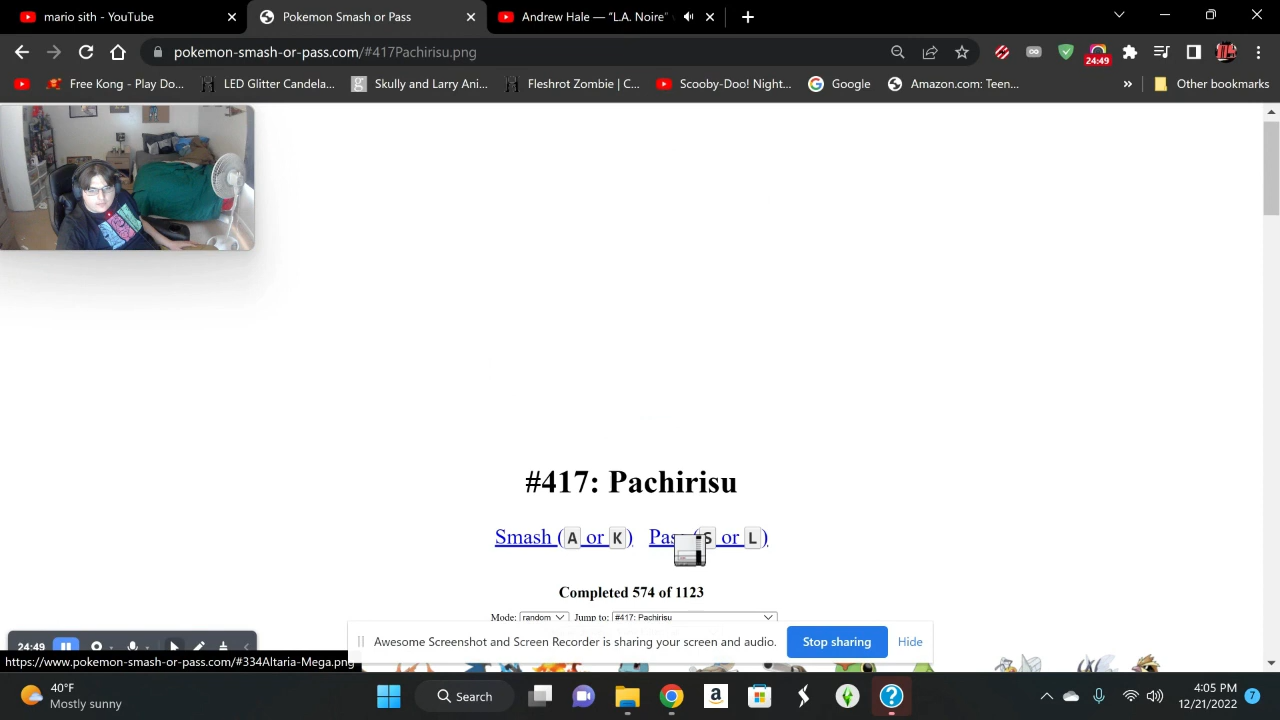 mario sith - YouTube
Pokemon Smash or Pass
Andrew Hale — "L.A. Noire"
pokemon-smash-or-pass.com/#417Pachirisu.png
24:49
Free Kong - Play Do...
LED Glitter Candela...
Skully and Larry Ani...
Fleshrot Zombie | C...
Scooby-Doo! Night...
Google
Amazon.com: Teen...
»
Other bookmarks
#417: Pachirisu
Smash (A or K) Pass (S or L)
Completed 574 of 1123
Mode: random Jump to: #417: Pachirisu
24:49
Awesome Screenshot and Screen Recorder is sharing your screen and audio.
Stop sharing
Hide
https://www.pokemon-smash-or-pass.com/#334Altaria-Mega.png
40°F
Mostly sunny
Search
4:05 PM
12/21/2022
7